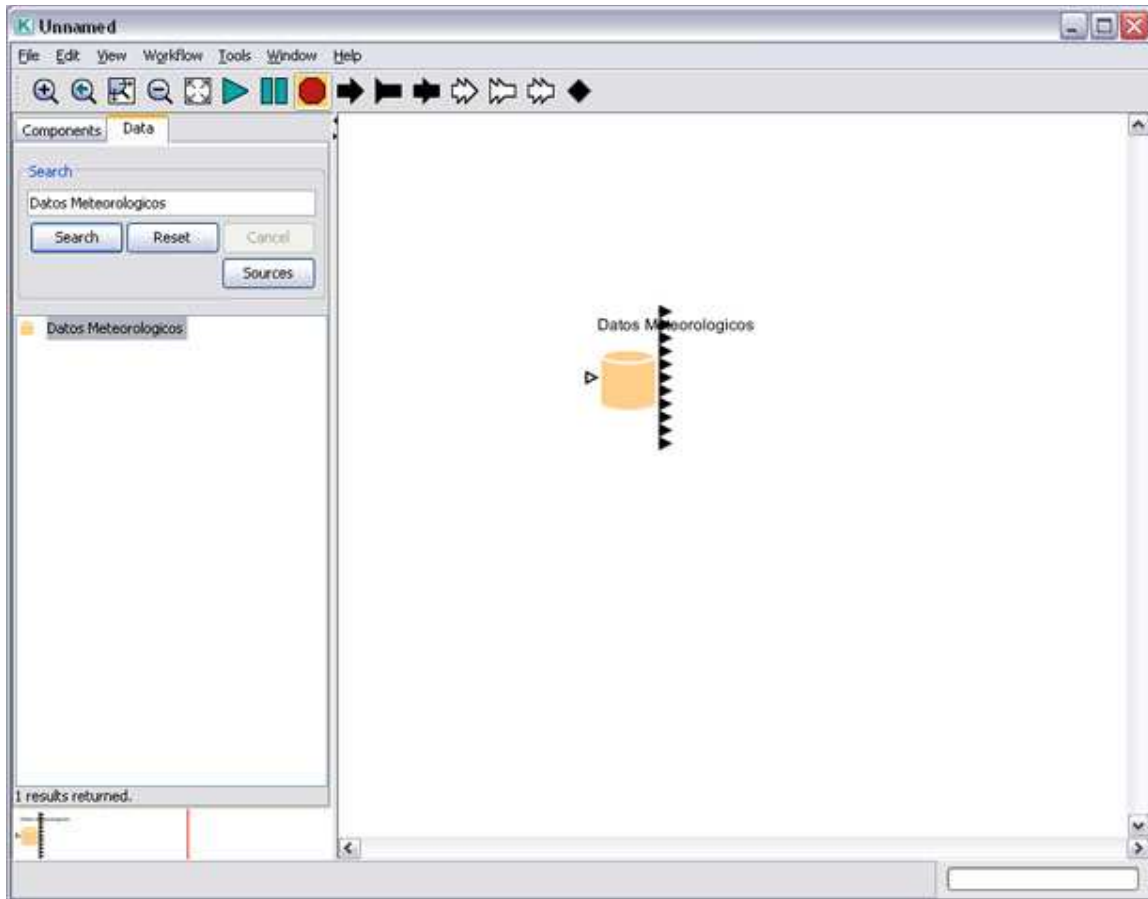 Unnamed
File Edit View Workflow Tools Window Help
Components Data
Search
Datos Meteorologicos
Search Reset Cancel
Sources
Datos Meteorologicos
Datos Meteorologicos
1 results returned.